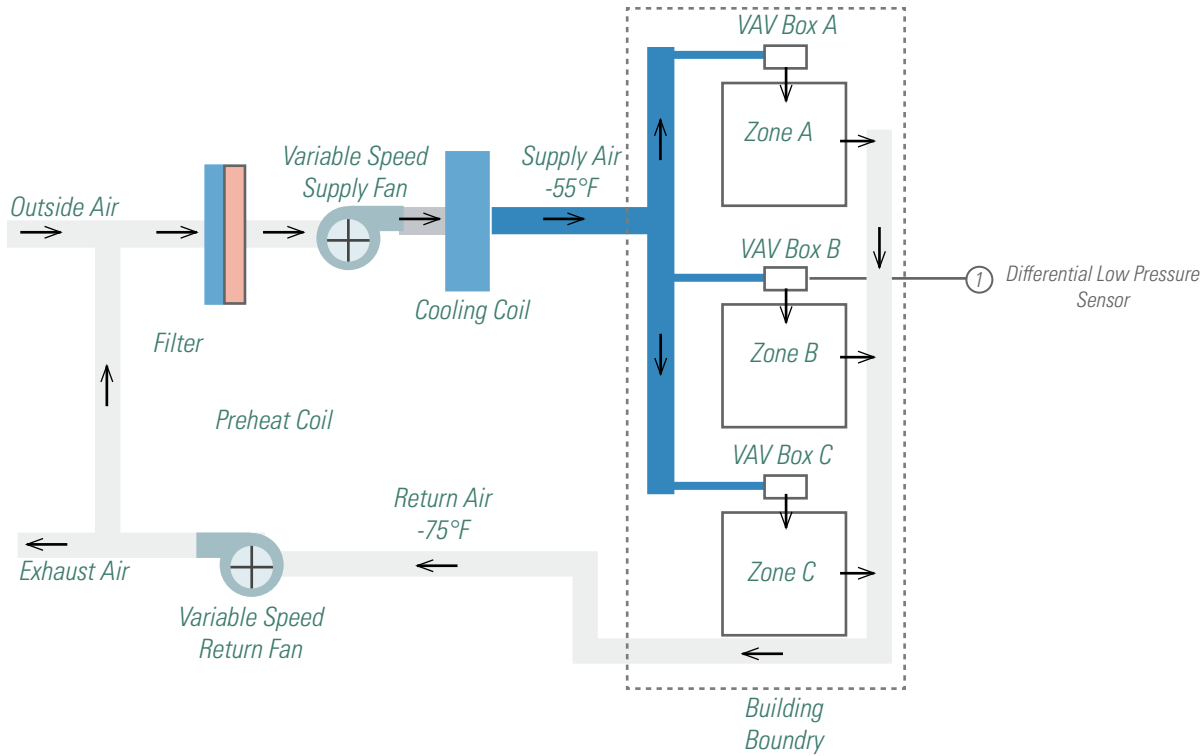 VAV Box A
Zone A
Variable Speed
Supply Fan
Supply Air
-55°F
Outside Air
VAV Box B
1
Differential Low Pressure
Sensor
Cooling Coil
Filter
Zone B
Preheat Coil
VAV Box C
Return Air
-75°F
Exhaust Air
Zone C
Variable Speed
Return Fan
Building
Boundry